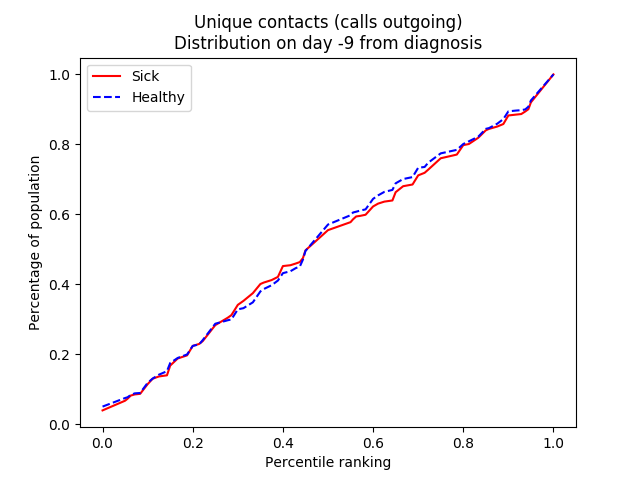 Unique contacts (calls outgoing)
Distribution on day -9 from diagnosis
Sick
Healthy
Percentage of population
1.0
0.8
0.6
0.4
0.2
0.0
0.0 0.2 0.4 0.6 0.8 1.0
Percentile ranking